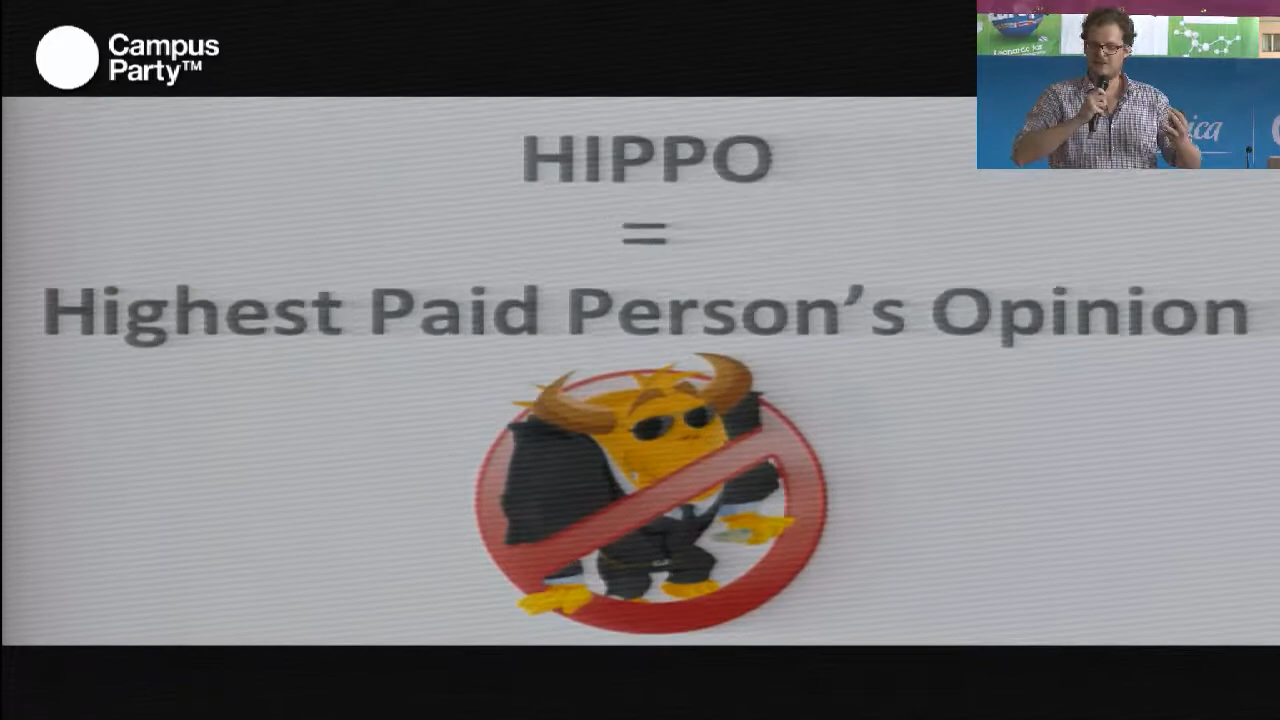 Campus
Party™
HIPPO
=
Highest Paid Person's Opinion